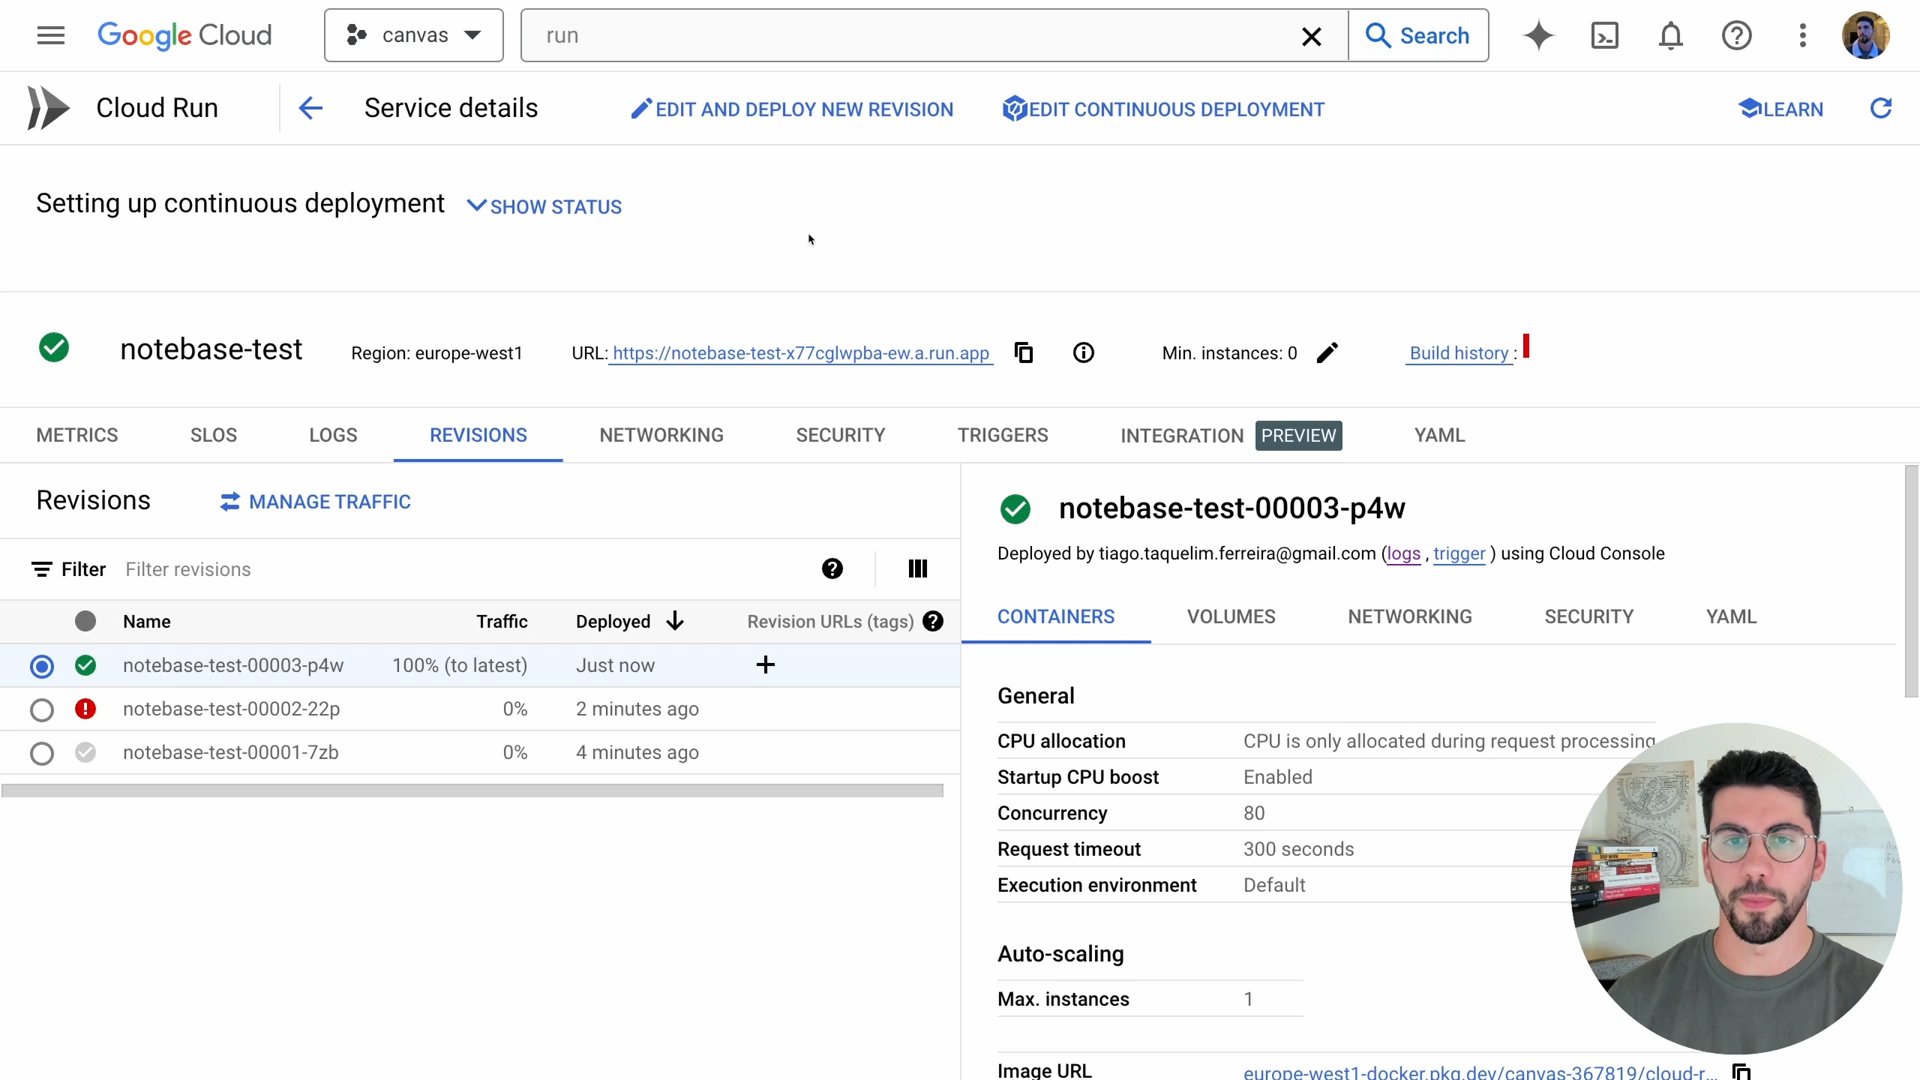 Google Cloud
canvas
run
Search
Cloud Run
Service details
EDIT AND DEPLOY NEW REVISION
EDIT CONTINUOUS DEPLOYMENT
LEARN
Setting up continuous deployment
SHOW STATUS
notebase-test
Region: europe-west1
URL: https://notebase-test-x77cglwpba-ew.a.run.app
Min. instances: 0
Build history :
METRICS
SLOS
LOGS
REVISIONS
NETWORKING
SECURITY
TRIGGERS
INTEGRATION PREVIEW
YAML
Revisions
MANAGE TRAFFIC
Filter Filter revisions
Name Traffic Deployed Revision URLs (tags)
notebase-test-00003-p4w 100% (to latest) Just now
notebase-test-00002-22p 0% 2 minutes ago
notebase-test-00001-7zb 0% 4 minutes ago
notebase-test-00003-p4w
Deployed by tiago.taquelim.ferreira@gmail.com (logs , trigger ) using Cloud Console
CONTAINERS
VOLUMES
NETWORKING
SECURITY
YAML
General
CPU allocation CPU is only allocated during request processing
Startup CPU boost Enabled
Concurrency 80
Request timeout 300 seconds
Execution environment Default
Auto-scaling
Max. instances 1
Image URL europe-west1-docker.pkg.dev/canvas-367819/cloud-r...